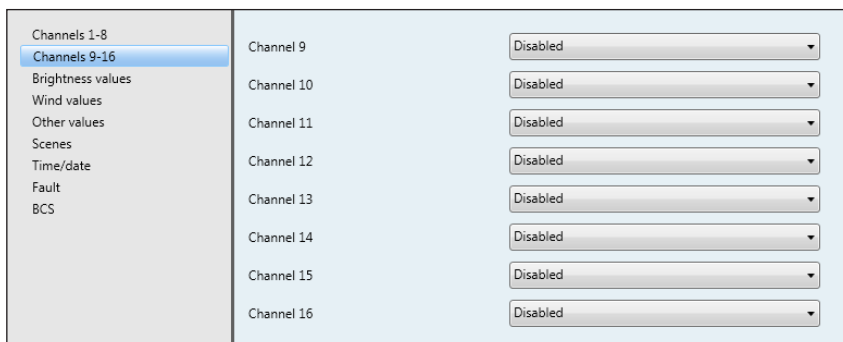 Channels 1-8
Channels 9-16
Brightness values
Wind values
Other values
Scenes
Time/date
Fault
BCS
Channel 9 Disabled
Channel 10 Disabled
Channel 11 Disabled
Channel 12 Disabled
Channel 13 Disabled
Channel 14 Disabled
Channel 15 Disabled
Channel 16 Disabled